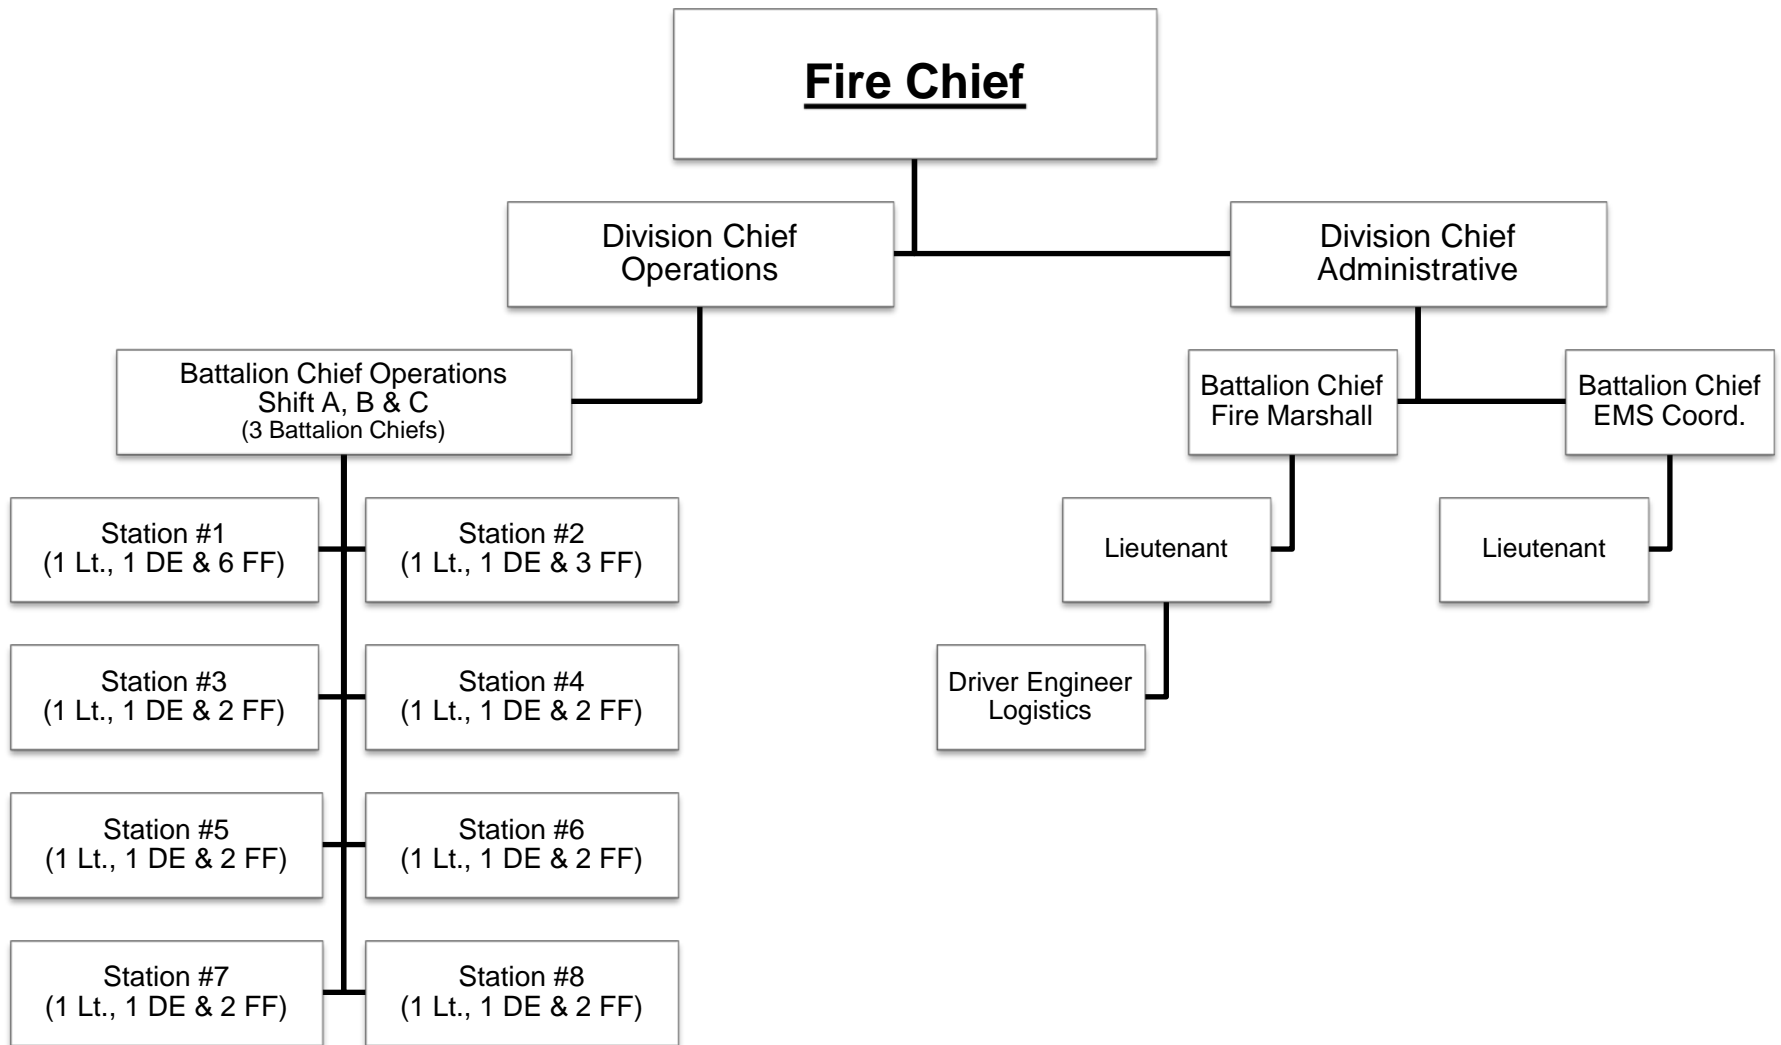 Fire Chief
Division Chief
Operations
Division Chief
Administrative
Battalion Chief Operations
Shift A, B & C
(3 Battalion Chiefs)
Battalion Chief
Fire Marshall
Battalion Chief
EMS Coord.
Station #1
(1 Lt., 1 DE & 6 FF)
Station #2
(1 Lt., 1 DE & 3 FF)
Lieutenant
Lieutenant
Station #3
(1 Lt., 1 DE & 2 FF)
Station #4
(1 Lt., 1 DE & 2 FF)
Driver Engineer
Logistics
Station #5
(1 Lt., 1 DE & 2 FF)
Station #6
(1 Lt., 1 DE & 2 FF)
Station #7
(1 Lt., 1 DE & 2 FF)
Station #8
(1 Lt., 1 DE & 2 FF)